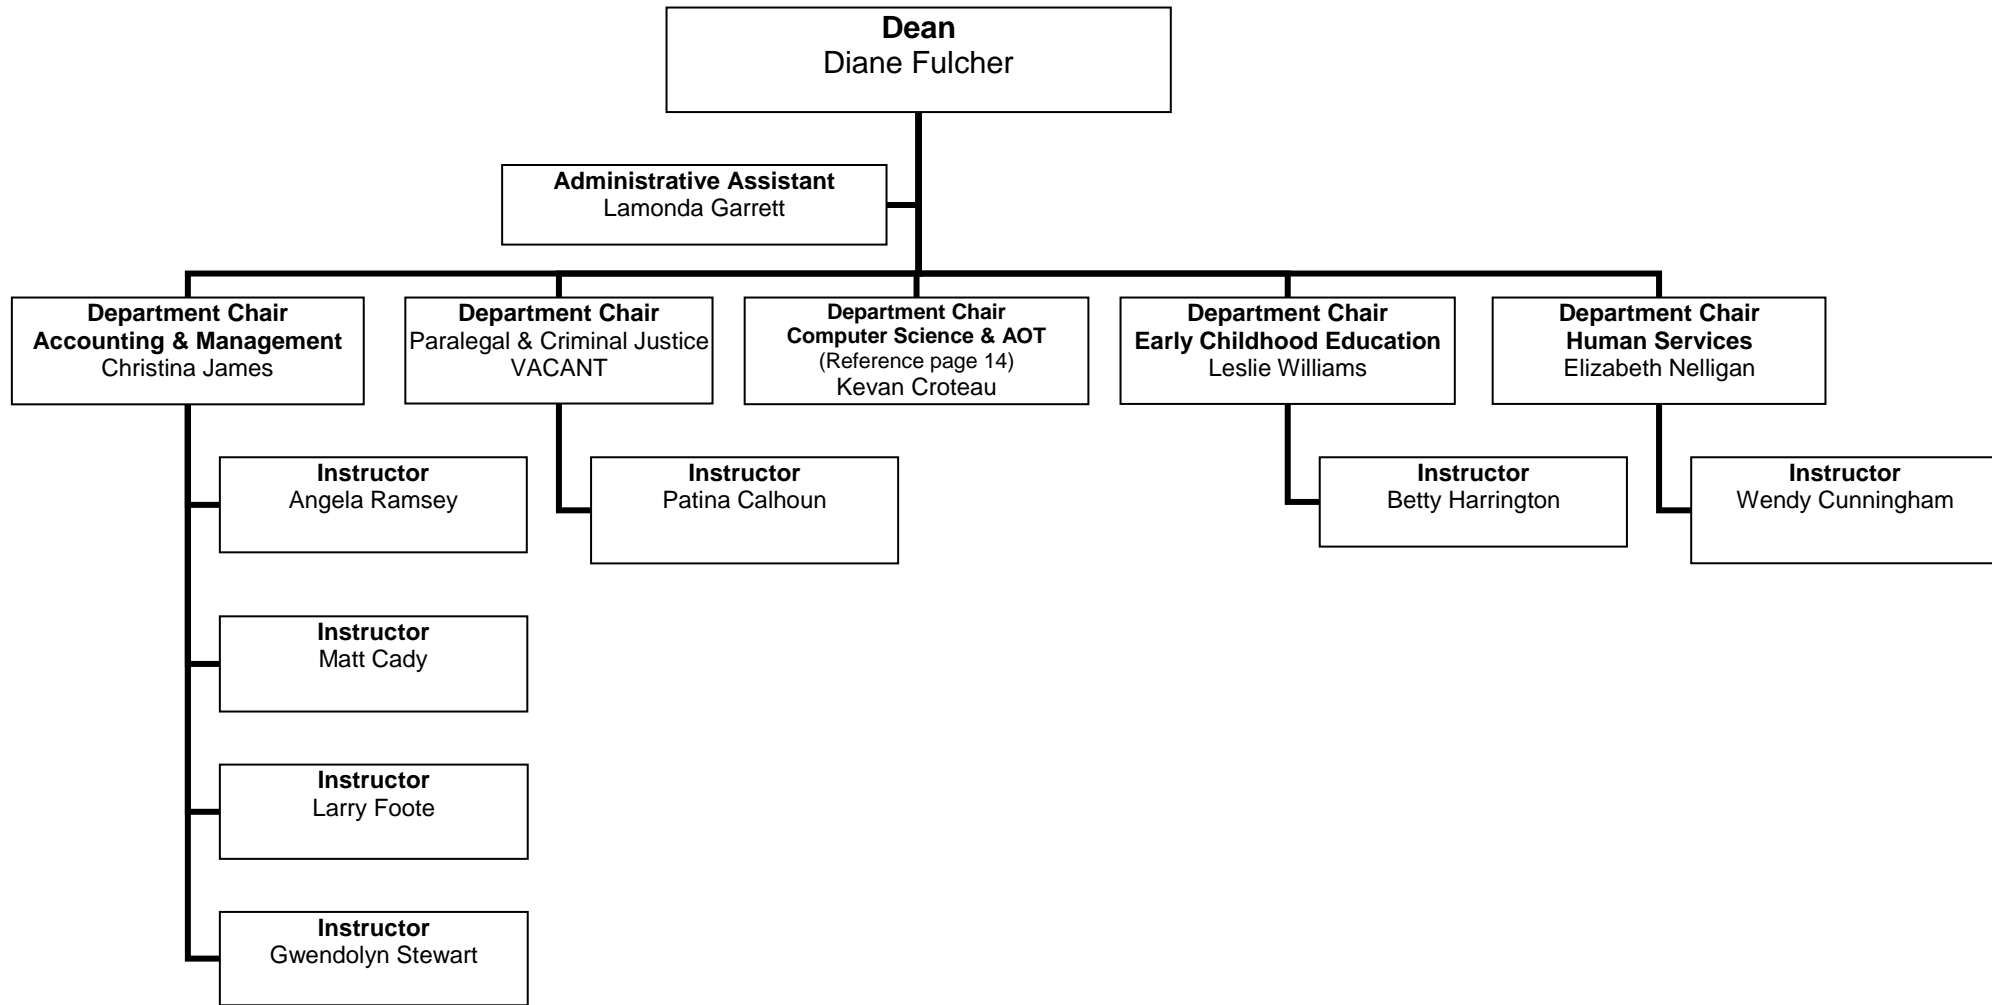 Dean
Diane Fulcher
Administrative Assistant
Lamonda Garrett
Department Chair
Accounting & Management
Christina James
Department Chair
Paralegal & Criminal Justice
VACANT
Department Chair
Computer Science & AOT
(Reference page 14)
Kevan Croteau
Department Chair
Early Childhood Education
Leslie Williams
Department Chair
Human Services
Elizabeth Nelligan
Instructor
Angela Ramsey
Instructor
Patina Calhoun
Instructor
Betty Harrington
Instructor
Wendy Cunningham
Instructor
Matt Cady
Instructor
Larry Foote
Instructor
Gwendolyn Stewart